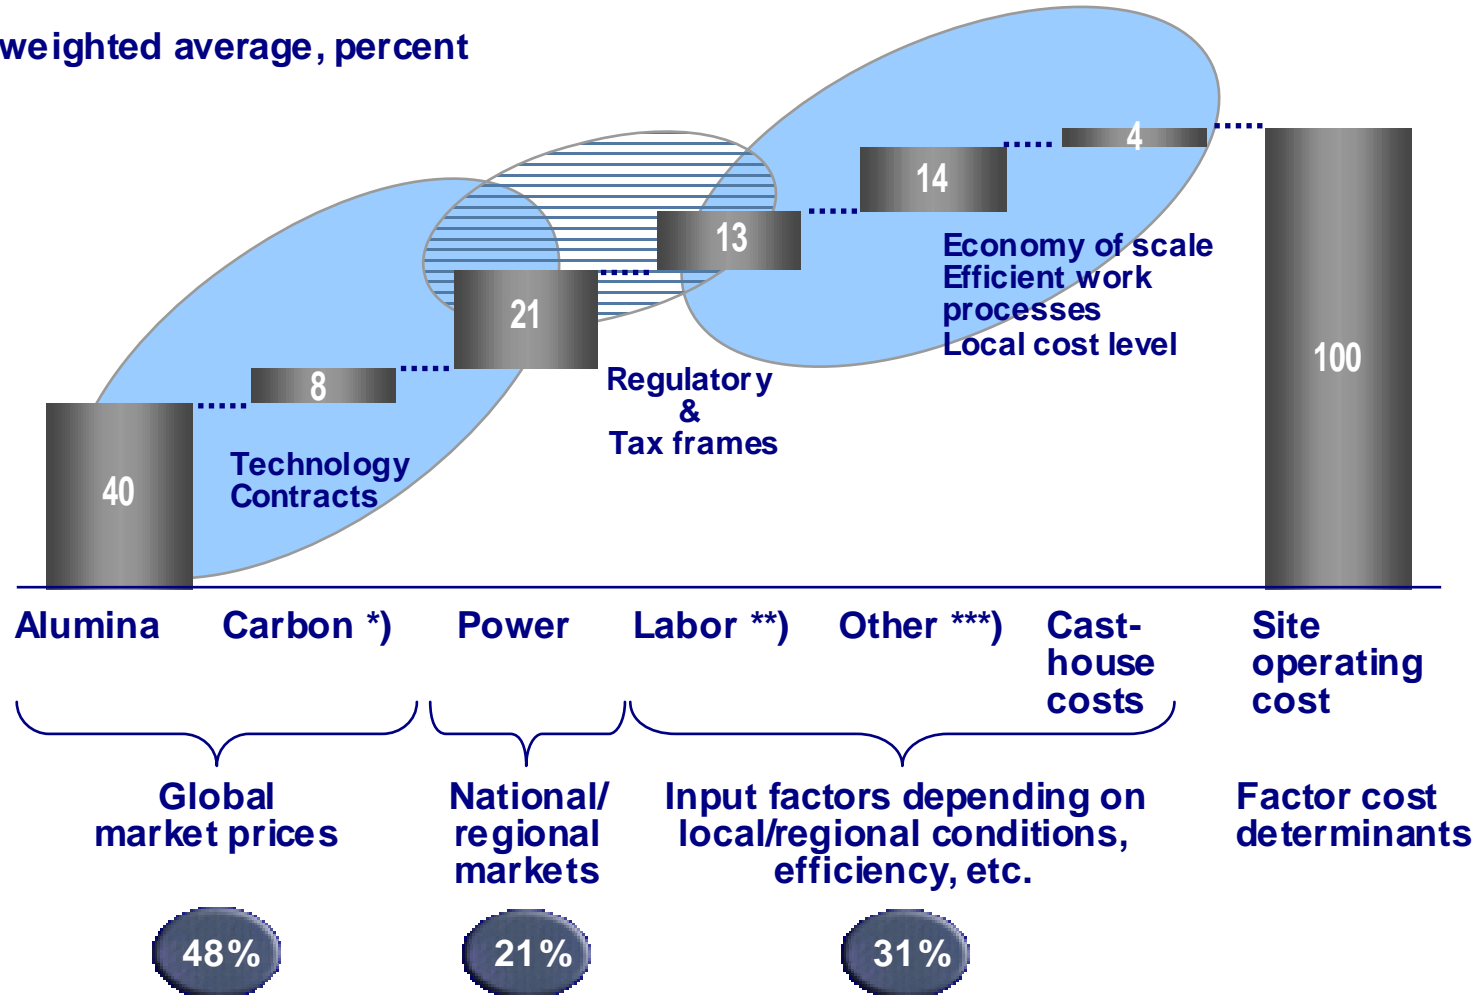 weighted average, percent
4
14
13
Economy of scale
Efficient work
processes
Local cost level
21
100
8
Regulatory
&
Tax frames
Technology
Contracts
40
Alumina
Carbon *)
Power
Labor **)
Other ***)
Cast-
house
costs
Site
operating
cost
Global
market prices
National/
regional
markets
Input factors depending on
local/regional conditions,
efficiency, etc.
Factor cost
determinants
48%
21%
31%